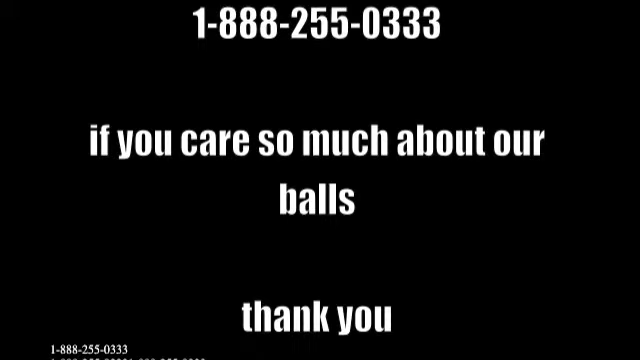 1-888-255-0333
if you care so much about our
balls
thank you
1-888-255-0333